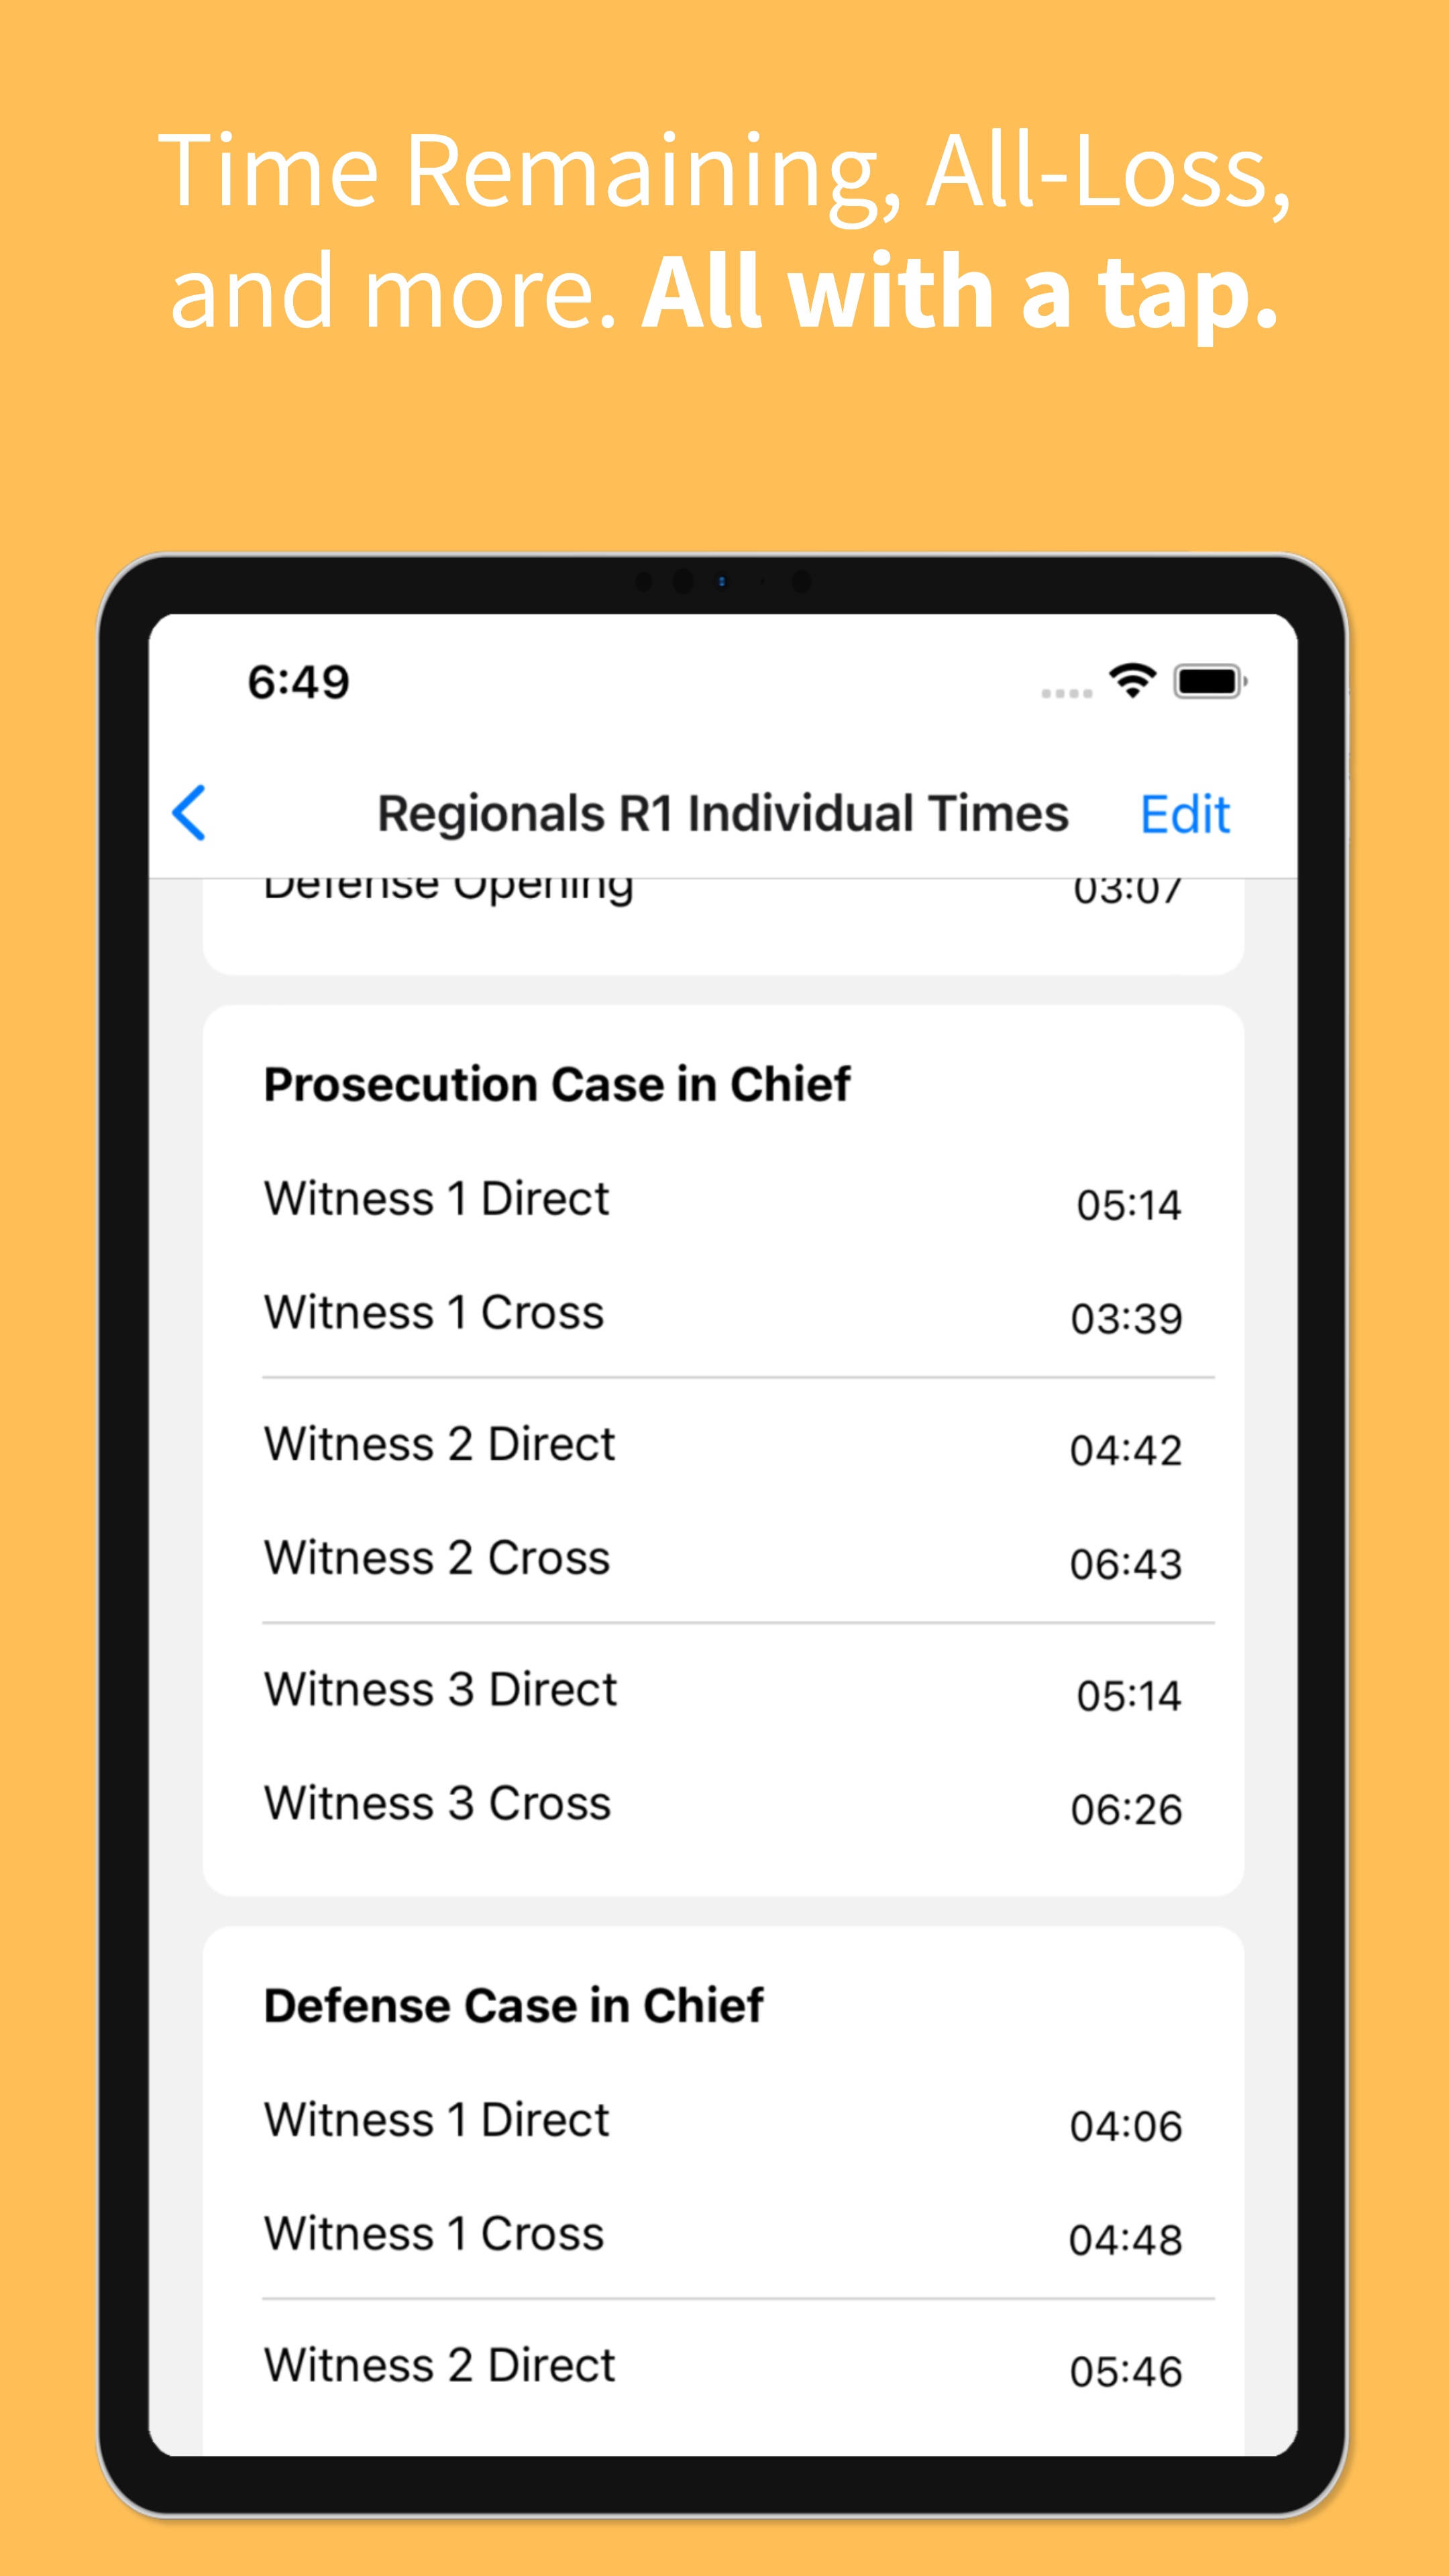 Time Remaining, All-Loss,
and more. All with a tap.
6:49
Regionals R1 Individual Times
Edit
Defense Opening 03:07
Prosecution Case in Chief
Witness 1 Direct 05:14
Witness 1 Cross 03:39
Witness 2 Direct 04:42
Witness 2 Cross 06:43
Witness 3 Direct 05:14
Witness 3 Cross 06:26
Defense Case in Chief
Witness 1 Direct 04:06
Witness 1 Cross 04:48
Witness 2 Direct 05:46